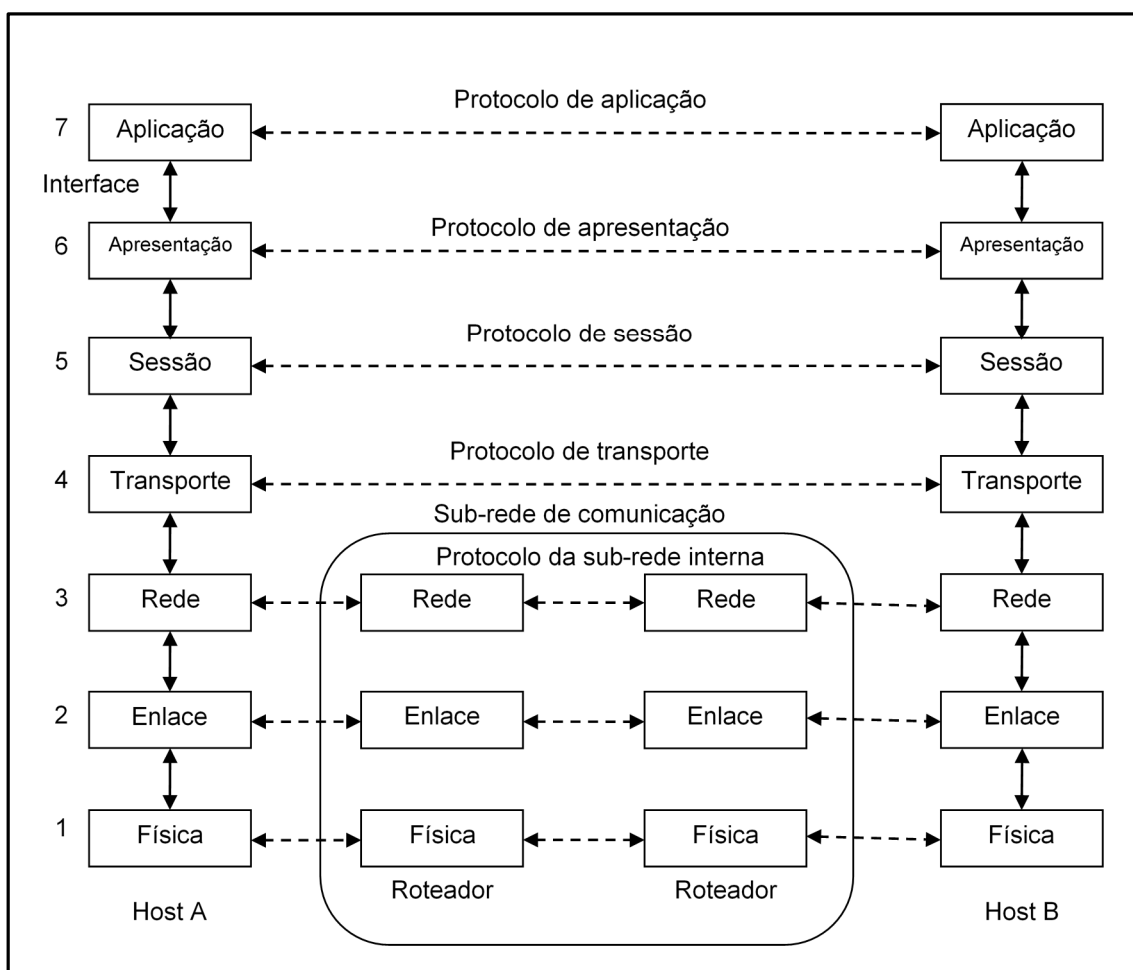 Protocolo de aplicação
7 Aplicação Aplicação
Interface
Protocolo de apresentação
6 Apresentação Apresentação
Protocolo de sessão
5 Sessão Sessão
Protocolo de transporte
4 Transporte Transporte
Sub-rede de comunicação
Protocolo da sub-rede interna
3 Rede Rede Rede Rede
2 Enlace Enlace Enlace Enlace
1 Física Física Física Física
Roteador Roteador
Host A Host B